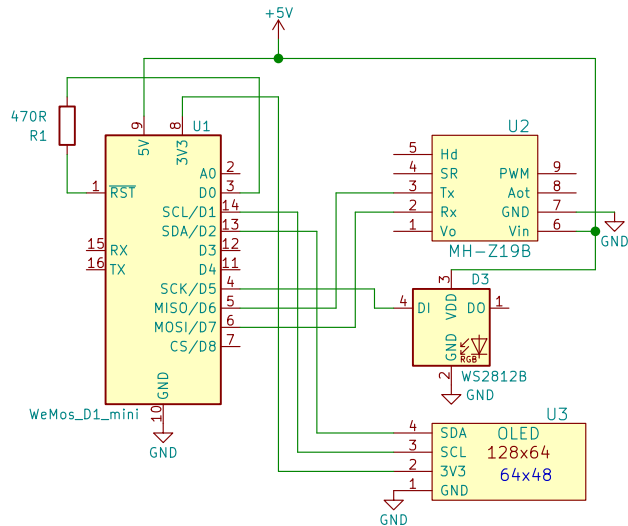 +5V
470R
R1
9
8
U1
5V
3V3
1
RST
A0
2
D0
3
SCL/D1
14
SDA/D2
13
D3
12
D4
11
15
RX
16
TX
SCK/D5
4
MISO/D6
5
MOSI/D7
6
CS/D8
7
GND
10
WeMos_D1_mini
GND
U2
5
Hd
4
SR
PWM
9
3
Tx
Aot
8
2
Rx
GND
7
1
Vo
Vin
6
MH-Z19B
GND
3
D3
4
DI
VDD
DO
1
GND
RGB
2
WS2812B
GND
U3
4
SDA
OLED
3
SCL
128x64
2
3V3
64x48
1
GND
GND